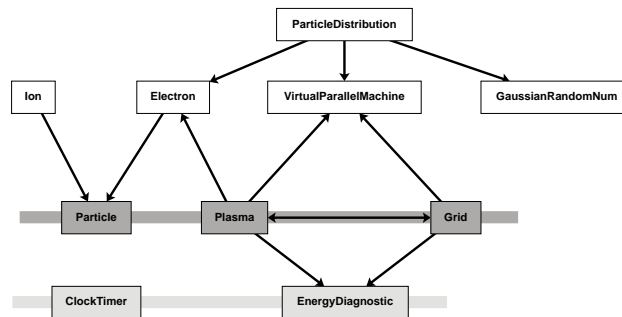 ParticleDistribution
Ion
Electron
VirtualParallelMachine
GaussianRandomNum
Particle
Plasma
Grid
ClockTimer
EnergyDiagnostic